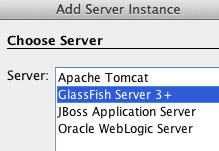 Add Server Instance
Choose Server
Server:
Apache Tomcat
GlassFish Server 3+
JBoss Application Server
Oracle WebLogic Server